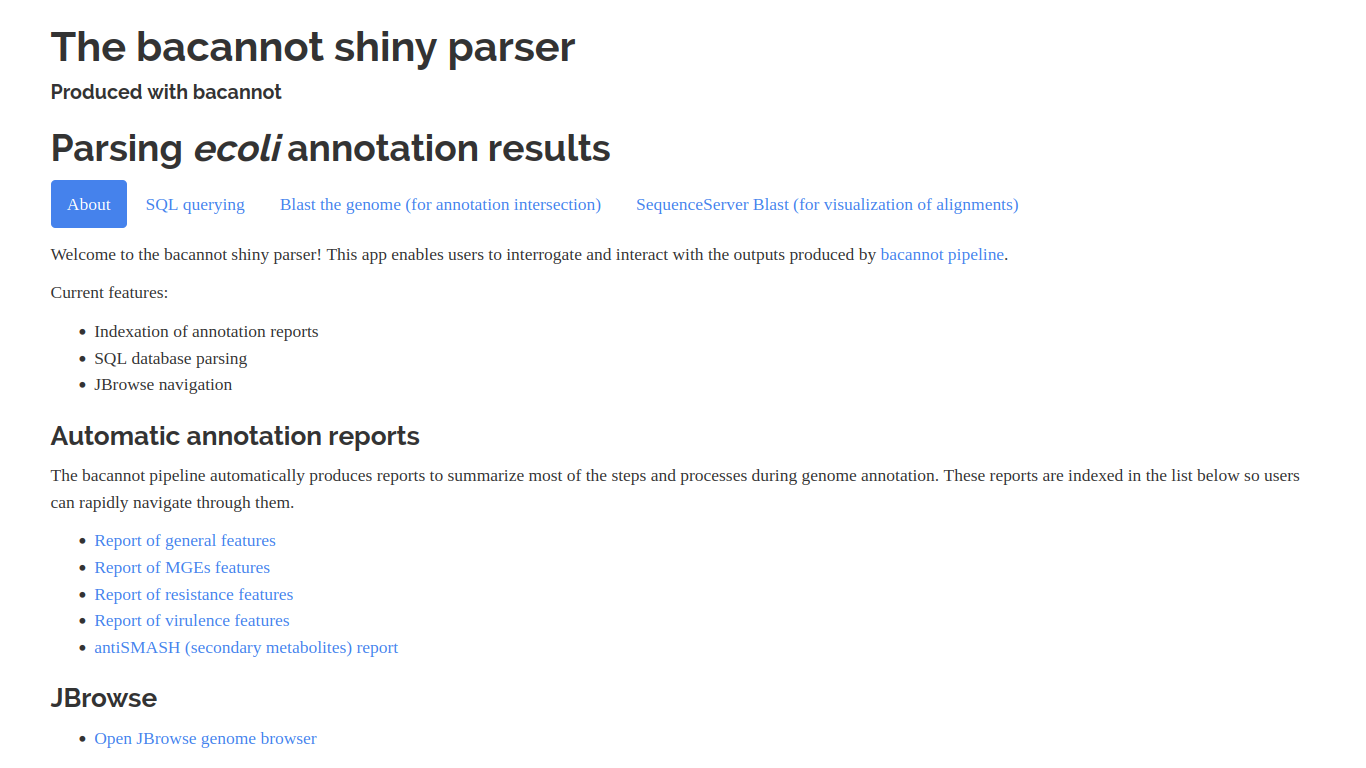 The bacannot shiny parser
Produced with bacannot
Parsing ecoli annotation results
About SQL querying Blast the genome (for annotation intersection) SequenceServer Blast (for visualization of alignments)
Welcome to the bacannot shiny parser! This app enables users to interrogate and interact with the outputs produced by bacannot pipeline.
Current features:
Indexation of annotation reports
SQL database parsing
JBrowse navigation
Automatic annotation reports
The bacannot pipeline automatically produces reports to summarize most of the steps and processes during genome annotation. These reports are indexed in the list below so users
can rapidly navigate through them.
Report of general features
Report of MGEs features
Report of resistance features
Report of virulence features
antiSMASH (secondary metabolites) report
JBrowse
Open JBrowse genome browser